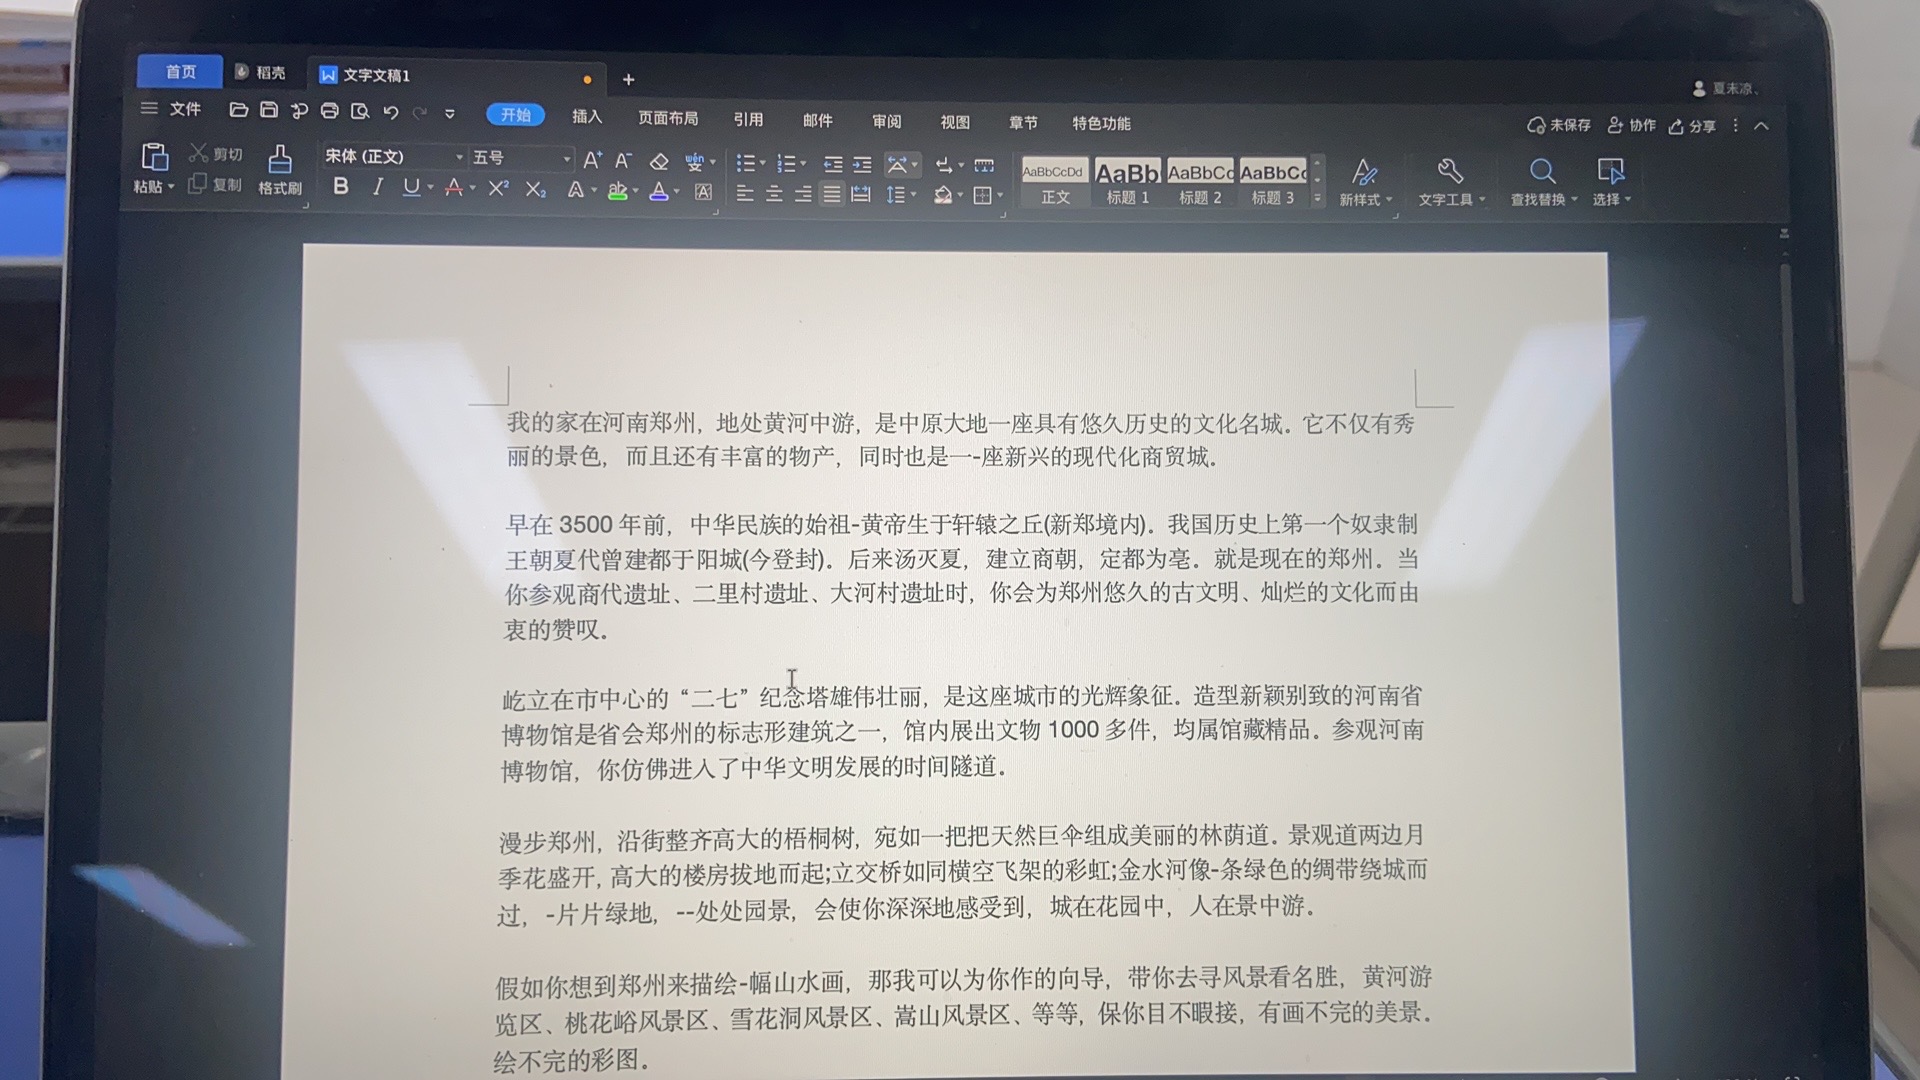 首页 稻壳 文字文稿1 +
夏末凉、
文件 开始 插入 页面布局 引用 邮件 审阅 视图 章节 特色功能 未保存 协作 分享
粘贴 剪切 复制 格式刷 宋体 (正文) 五号 A+ A- wén
B I U A X² X₂ A ab A A
AaBbCcDd AaBb AaBbCc AaBbC
正文 标题 1 标题 2 标题 3 新样式 文字工具 查找替换 选择
我的家在河南郑州，地处黄河中游，是中原大地一座具有悠久历史的文化名城。它不仅有秀
丽的景色，而且还有丰富的物产，同时也是一-座新兴的现代化商贸城。
早在 3500 年前，中华民族的始祖-黄帝生于轩辕之丘(新郑境内)。我国历史上第一个奴隶制
王朝夏代曾建都于阳城(今登封)。后来汤灭夏，建立商朝，定都为亳。就是现在的郑州。当
你参观商代遗址、二里村遗址、大河村遗址时，你会为郑州悠久的古文明、灿烂的文化而由
衷的赞叹。
屹立在市中心的“二七”纪念塔雄伟壮丽，是这座城市的光辉象征。造型新颖别致的河南省
博物馆是省会郑州的标志形建筑之一，馆内展出文物 1000 多件，均属馆藏精品。参观河南
博物馆，你仿佛进入了中华文明发展的时间隧道。
漫步郑州，沿街整齐高大的梧桐树，宛如一把把天然巨伞组成美丽的林荫道。景观道两边月
季花盛开, 高大的楼房拔地而起;立交桥如同横空飞架的彩虹;金水河像-条绿色的绸带绕城而
过，-片片绿地，--处处园景，会使你深深地感受到，城在花园中，人在景中游。
假如你想到郑州来描绘-幅山水画，那我可以为你作的向导，带你去寻风景看名胜，黄河游
览区、桃花峪风景区、雪花洞风景区、嵩山风景区、等等，保你目不暇接，有画不完的美景。
绘不完的彩图。